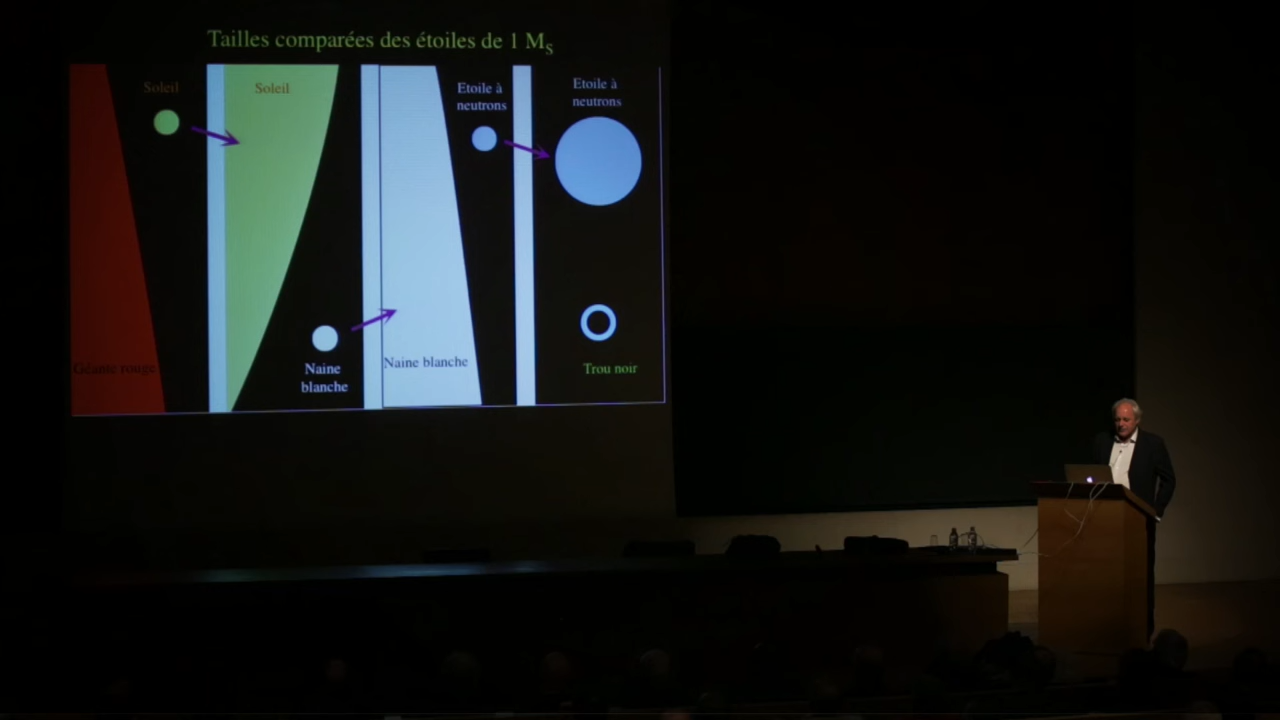 Tailles comparées des étoiles de 1 M_S
Soleil
Soleil
Etoile à
neutrons
Etoile à
neutrons
Géante rouge
Naine
blanche
Naine blanche
Trou noir